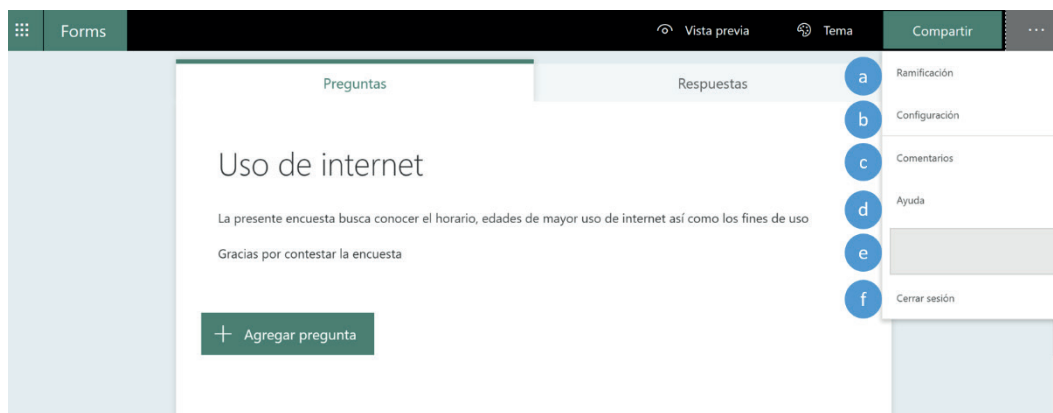 Forms
Vista previa
Tema
Compartir
...
Preguntas
Respuestas
a
Ramificación
b
Configuración
c
Comentarios
d
Ayuda
e
f
Cerrar sesión
Uso de internet
La presente encuesta busca conocer el horario, edades de mayor uso de internet así como los fines de uso
Gracias por contestar la encuesta
+ Agregar pregunta